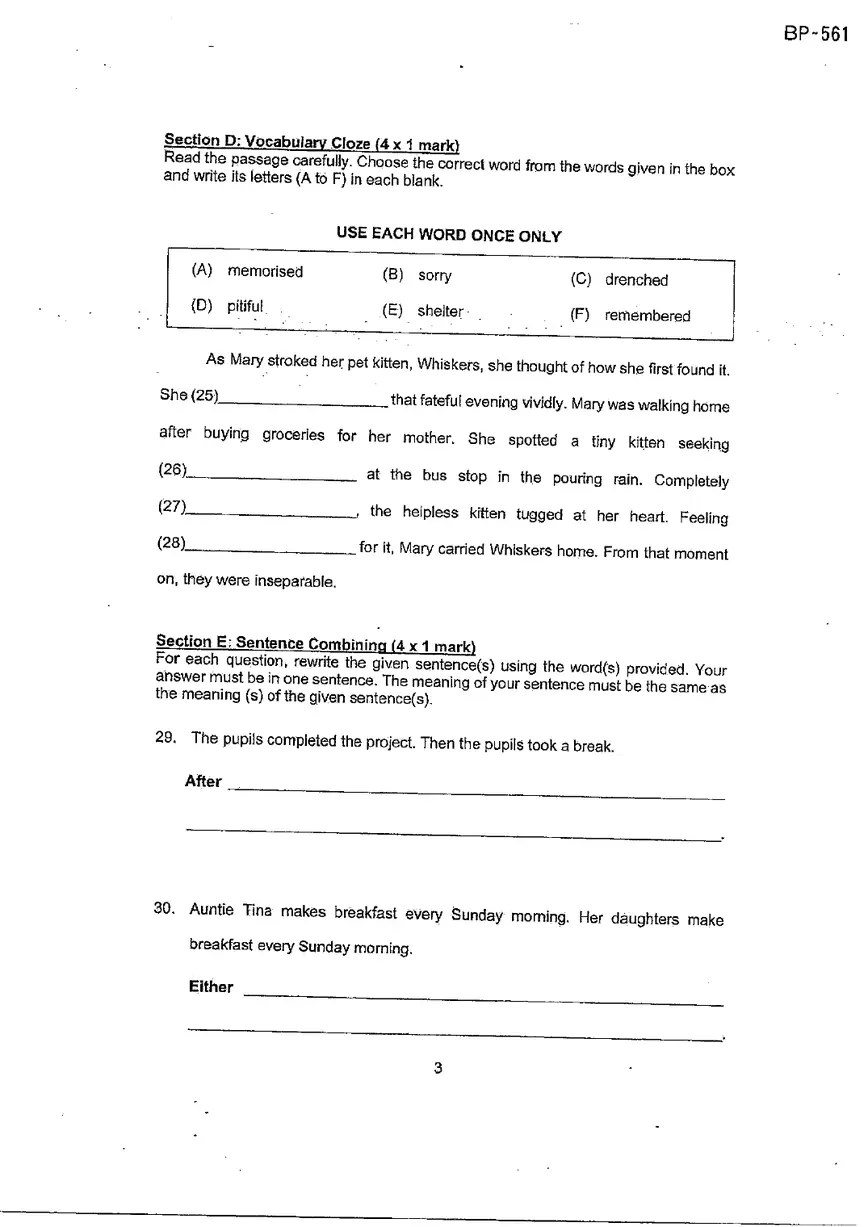 BP-561
Section D: Vocabulary Cloze (4 x 1 mark)
Read the passage carefully. Choose the correct word from the words given in the box
and write its letters (A to F) in each blank.
USE EACH WORD ONCE ONLY
(A) memorised (B) sorry (C) drenched
(D) pitiful (E) shelter (F) remembered
As Mary stroked her pet kitten, Whiskers, she thought of how she first found it.
She (25)____________________ that fateful evening vividly. Mary was walking home
after buying groceries for her mother. She spotted a tiny kitten seeking
(26)____________________ at the bus stop in the pouring rain. Completely
(27)____________________, the helpless kitten tugged at her heart. Feeling
(28)____________________ for it, Mary carried Whiskers home. From that moment
on, they were inseparable.
Section E: Sentence Combining (4 x 1 mark)
For each question, rewrite the given sentence(s) using the word(s) provided. Your
answer must be in one sentence. The meaning of your sentence must be the same as
the meaning (s) of the given sentence(s).
29. The pupils completed the project. Then the pupils took a break.
After ____________________
____________________.
30. Auntie Tina makes breakfast every Sunday morning. Her daughters make
breakfast every Sunday morning.
Either ____________________
____________________.
3